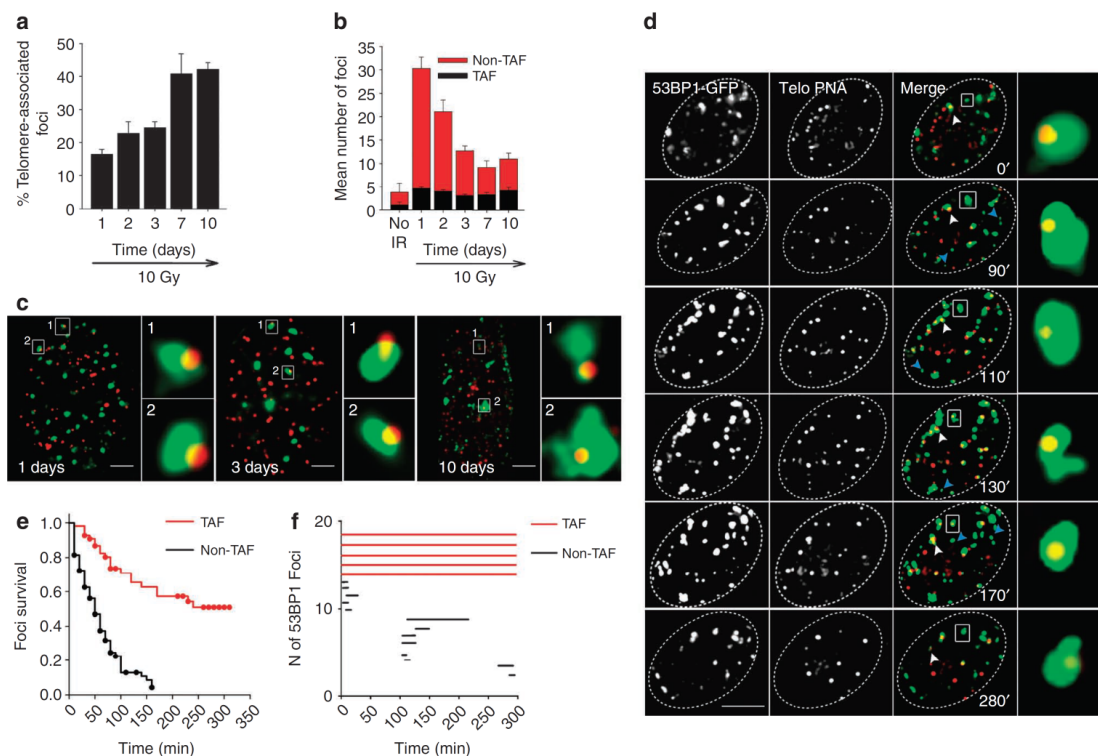 a
% Telomere-associated
foci
50
40
30
20
10
0
1 2 3 7 10
Time (days)
10 Gy
b
Mean number of foci
35
30
25
20
15
10
5
0
Non-TAF
TAF
No
IR
1 2 3 7 10
Time (days)
10 Gy
c
1
2
1 days
1
2
1
2
3 days
1
2
1
2
10 days
1
2
d
53BP1-GFP Telo PNA Merge
0′
90′
110′
130′
170′
280′
e
Foci survival
1.0
0.8
0.6
0.4
0.2
0.0
TAF
Non-TAF
0 50 100 150 200 250 300 350
Time (min)
f
N of 53BP1 Foci
20
10
0
TAF
Non-TAF
0 50 100 150 200 250 300
Time (min)